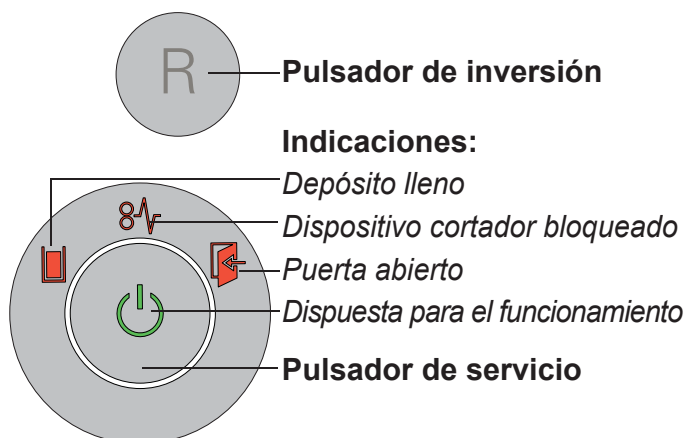 R
Pulsador de inversión
Indicaciones:
Depósito lleno
Dispositivo cortador bloqueado
Puerta abierto
Dispuesta para el funcionamiento
Pulsador de servicio